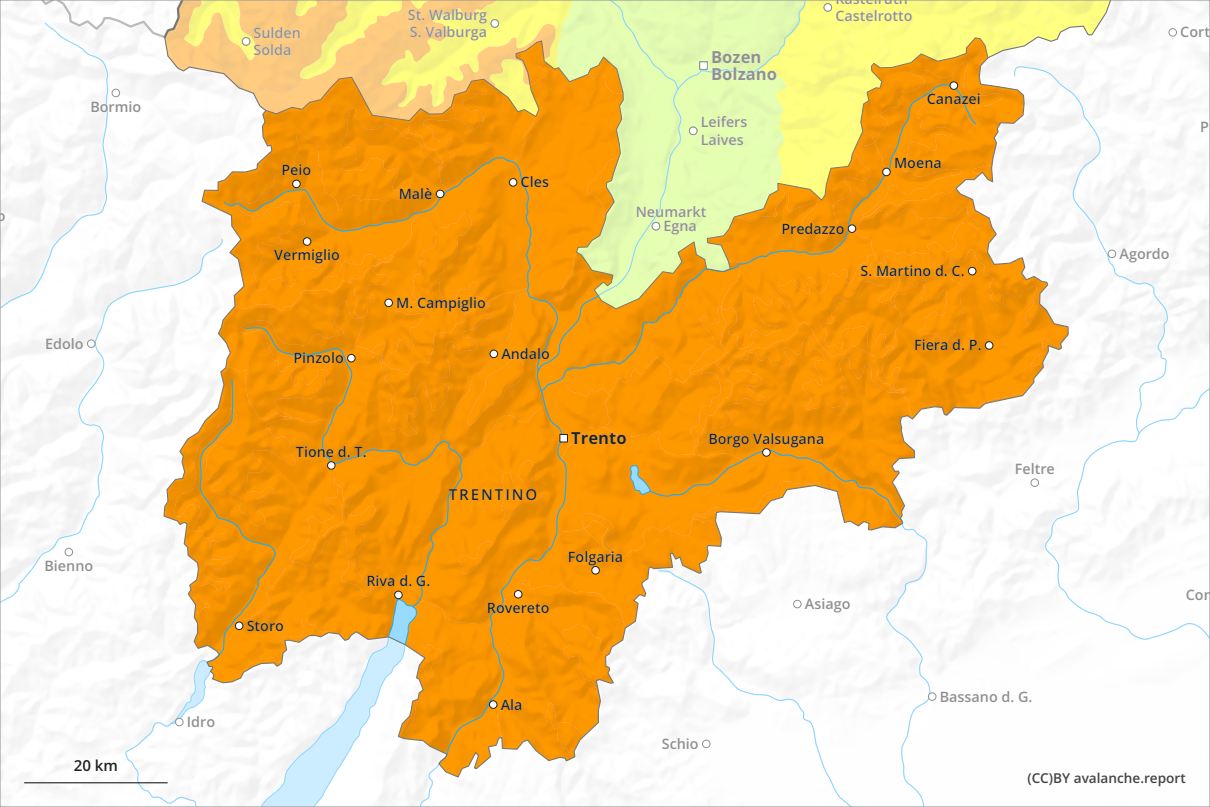 Kastelruth
Castelrotto
St. Walburg
S. Valburga
Sulden
Solda
Cort
Bozen
Bolzano
Bormio
Canazei
Leifers
Laives
P
Moena
Peio
Malè
Cles
Neumarkt
Egna
Predazzo
Vermiglio
Agordo
S. Martino d. C.
M. Campiglio
Edolo
Pinzolo
Andalo
Fiera d. P.
Trento
Borgo Valsugana
Tione d. T.
Feltre
TRENTINO
Bienno
Folgaria
Riva d. G.
Cor
Rovereto
Asiago
Storo
Bassano d. G.
Ala
Idro
Schio
20 km
(CC)BY avalanche.report